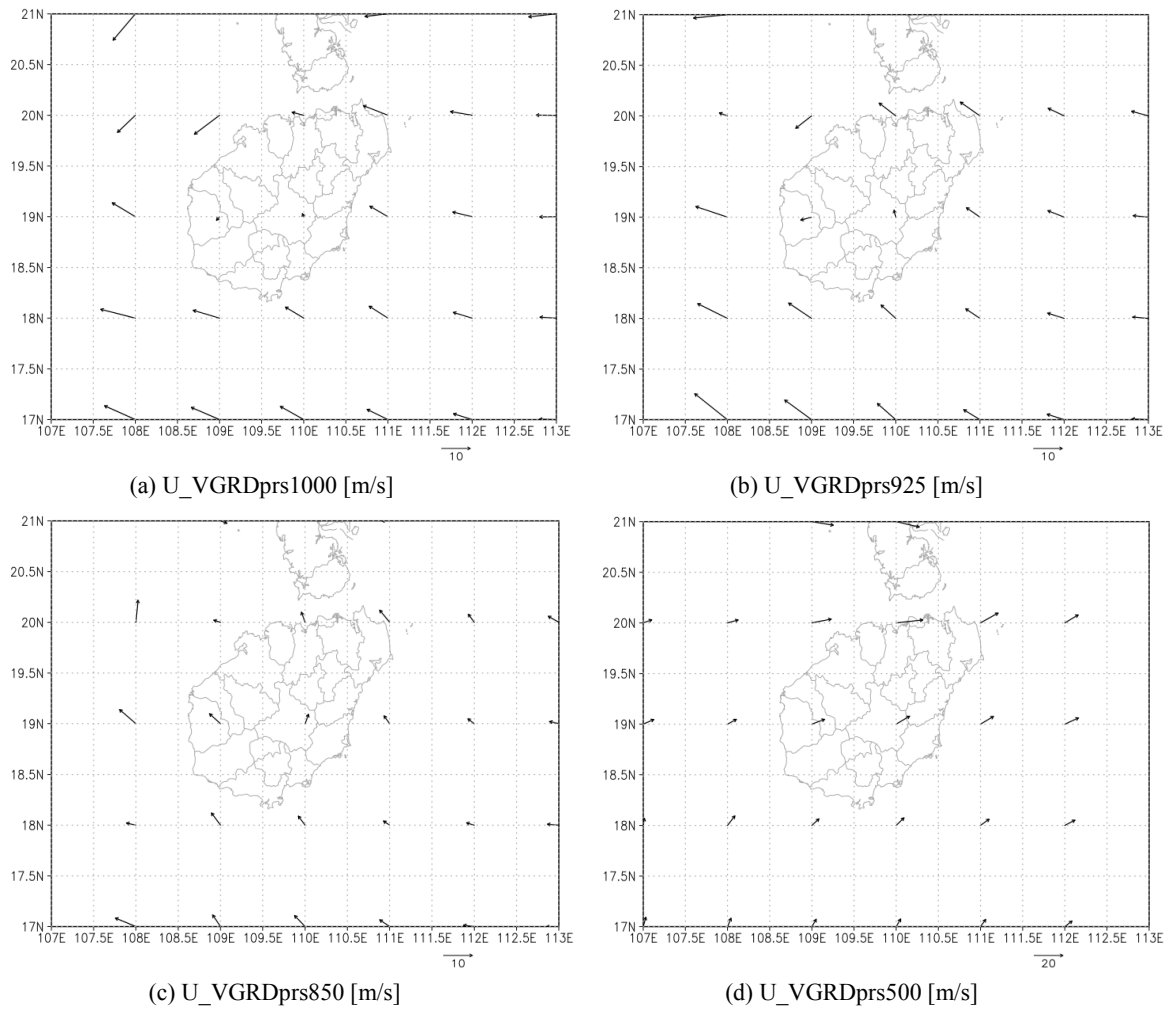 21N
20.5N
20N
19.5N
19N
18.5N
18N
17.5N
17N
107E 107.5E 108E 108.5E 109E 109.5E 110E 110.5E 111E 111.5E 112E 112.5E 113E
10
(a) U_VGRDprs1000 [m/s]
21N
20.5N
20N
19.5N
19N
18.5N
18N
17.5N
17N
107E 107.5E 108E 108.5E 109E 109.5E 110E 110.5E 111E 111.5E 112E 112.5E 113E
10
(b) U_VGRDprs925 [m/s]
21N
20.5N
20N
19.5N
19N
18.5N
18N
17.5N
17N
107E 107.5E 108E 108.5E 109E 109.5E 110E 110.5E 111E 111.5E 112E 112.5E 113E
10
(c) U_VGRDprs850 [m/s]
21N
20.5N
20N
19.5N
19N
18.5N
18N
17.5N
17N
107E 107.5E 108E 108.5E 109E 109.5E 110E 110.5E 111E 111.5E 112E 112.5E 113E
20
(d) U_VGRDprs500 [m/s]